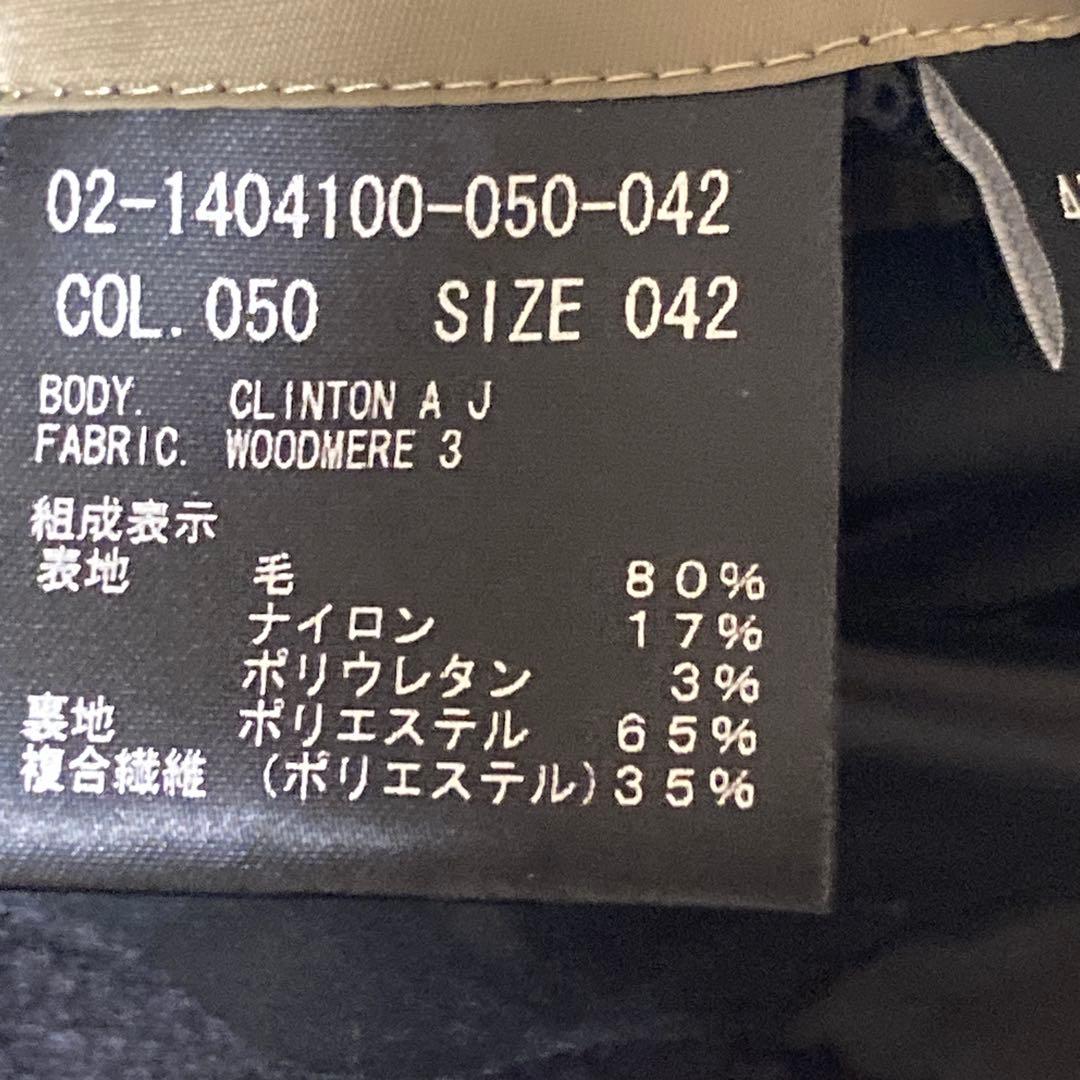 02-1404100-050-042
COL. 050 SIZE 042
BODY. CLINTON A J
FABRIC. WOODMERE 3
組成表示
表地 毛 80%
ナイロン 17%
ポリウレタン 3%
裏地 ポリエステル 65%
複合繊維 (ポリエステル) 35%